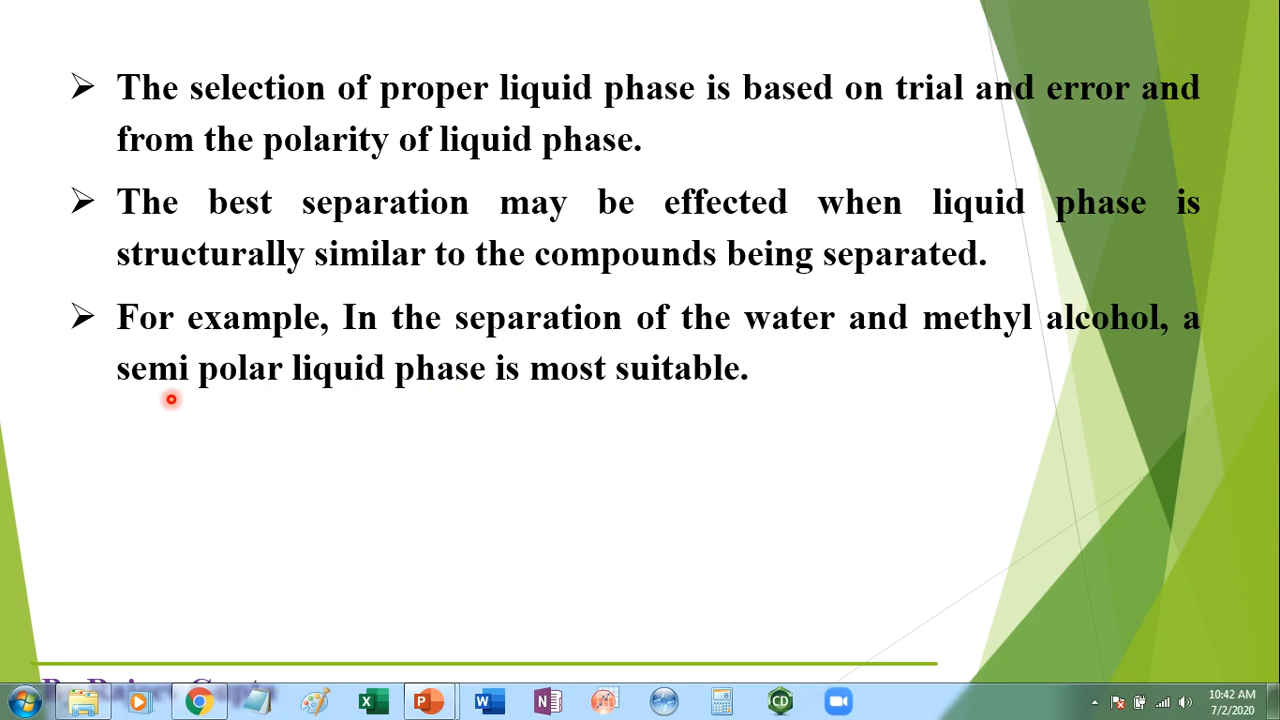 ➢ The selection of proper liquid phase is based on trial and error and
from the polarity of liquid phase.
➢ The best separation may be effected when liquid phase is
structurally similar to the compounds being separated.
➢ For example, In the separation of the water and methyl alcohol, a
semi polar liquid phase is most suitable.
10:42 AM
7/2/2020